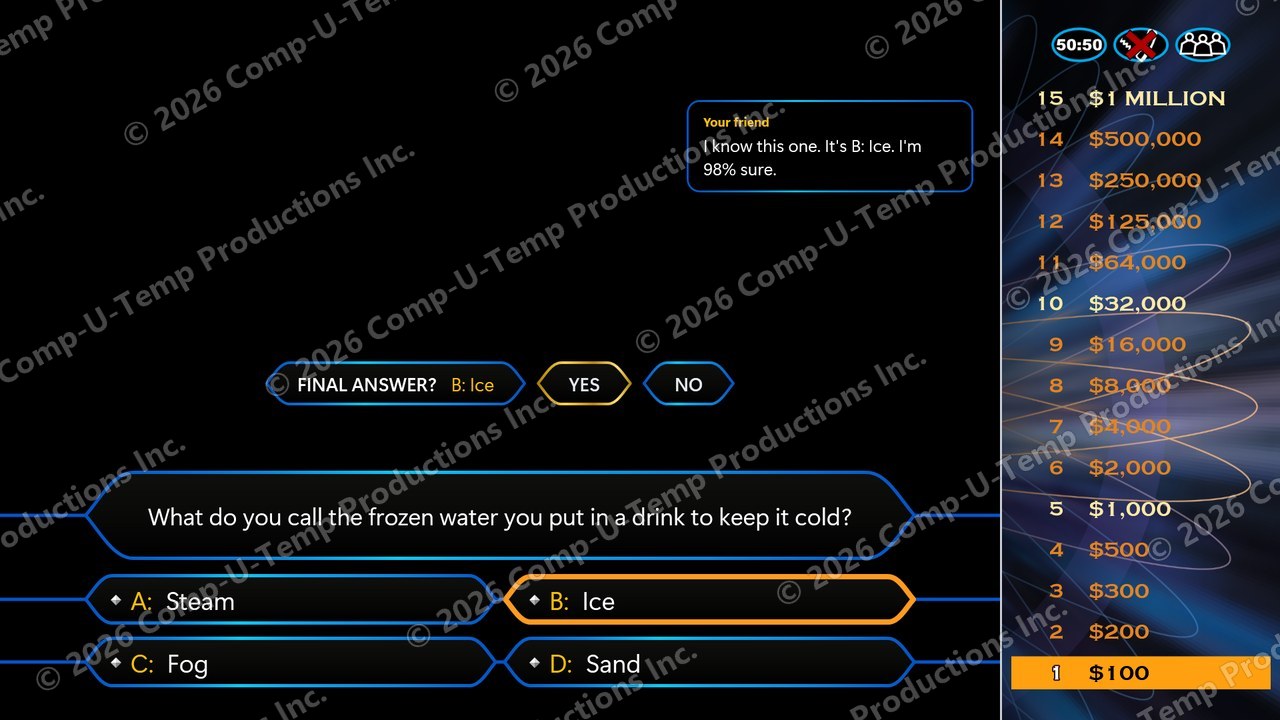 50:50
15 $1 MILLION
14 $500,000
13 $250,000
12 $125,000
11 $64,000
10 $32,000
9 $16,000
8 $8,000
7 $4,000
6 $2,000
5 $1,000
4 $500
3 $300
2 $200
1 $100
Your friend
I know this one. It's B: Ice. I'm
98% sure.
FINAL ANSWER? B: Ice
YES
NO
What do you call the frozen water you put in a drink to keep it cold?
A: Steam
B: Ice
C: Fog
D: Sand
© 2026 Comp-U-Temp Productions Inc.